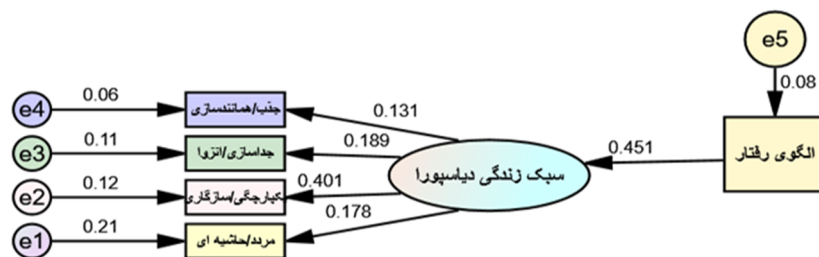 e5
0.08
الگوی رفتار
0.451
سبک زندگی دیاسپورا
0.131
0.189
0.401
0.178
e4
0.06
جذب/همانندسازی
e3
0.11
جداسازی/انزوا
e2
0.12
یکپارچگی/سازگاری
e1
0.21
مردد/حاشیه ای